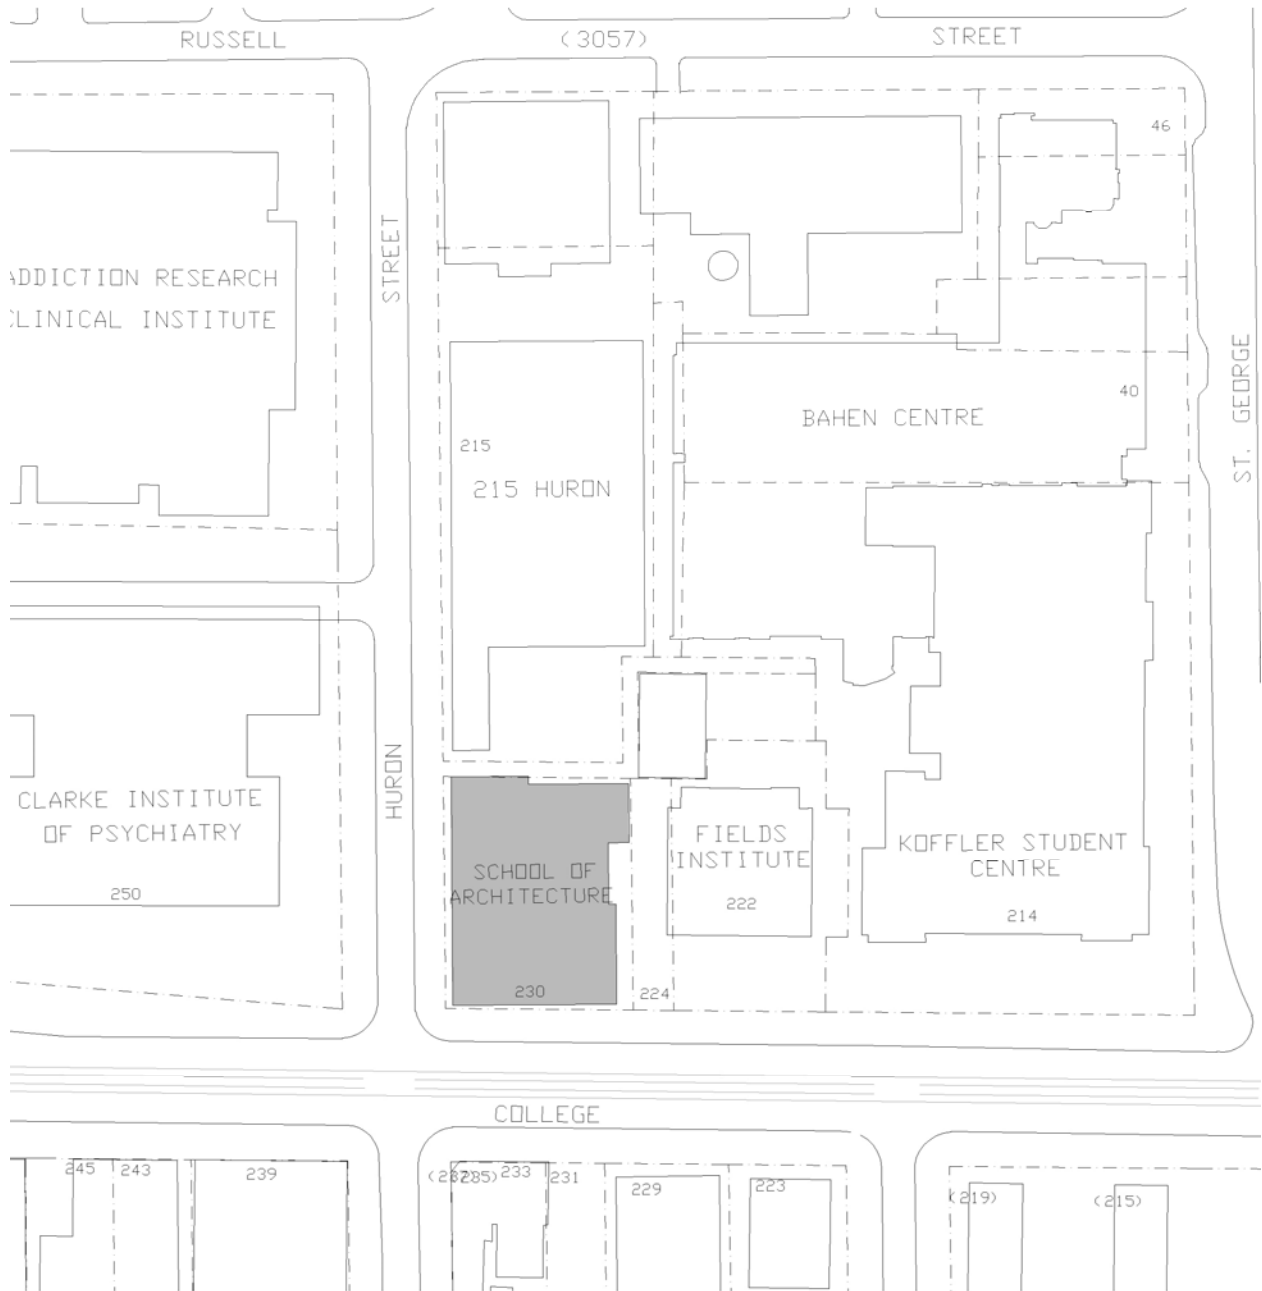 RUSSELL (3057) STREET
46
STREET
ADDICTION RESEARCH
CLINICAL INSTITUTE
ST. GEORGE
40
BAHEN CENTRE
215
215 HURON
HURON
CLARKE INSTITUTE
OF PSYCHIATRY
250
SCHOOL OF
ARCHITECTURE
230
224
FIELDS
INSTITUTE
222
KOFFLER STUDENT
CENTRE
214
COLLEGE
245
243
239
(237)
235)
233
231
229
223
(219)
(215)